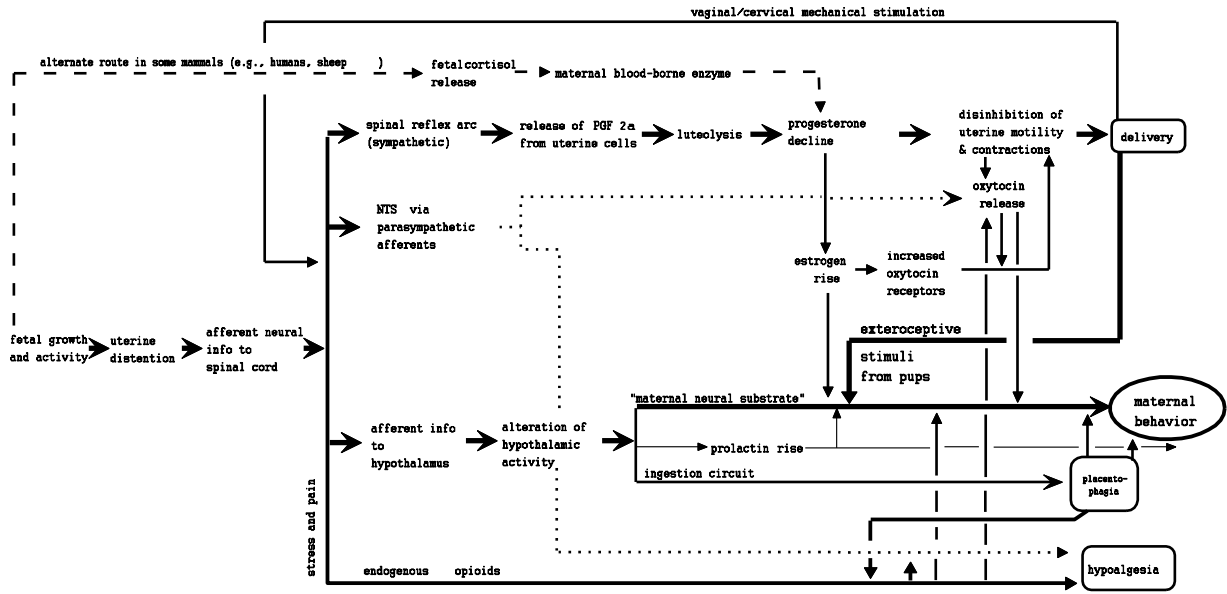 vaginal/cervical mechanical stimulation
alternate route in some mammals (e.g., humans, sheep )
fetal cortisol
release
maternal blood-borne enzyme
spinal reflex arc
(sympathetic)
release of PGF 2a
from uterine cells
luteolysis
progesterone
decline
disinhibition of
uterine motility
& contractions
delivery
oxytocin
release
NTS via
parasympathetic
afferents
estrogen
rise
increased
oxytocin
receptors
fetal growth
and activity
uterine
distention
afferent neural
info to
spinal cord
exteroceptive
stimuli
from pups
"maternal neural substrate"
maternal
behavior
afferent info
to
hypothalamus
alteration of
hypothalamic
activity
prolactin rise
ingestion circuit
placento-
phagia
stress and pain
endogenous opioids
hypoalgesia